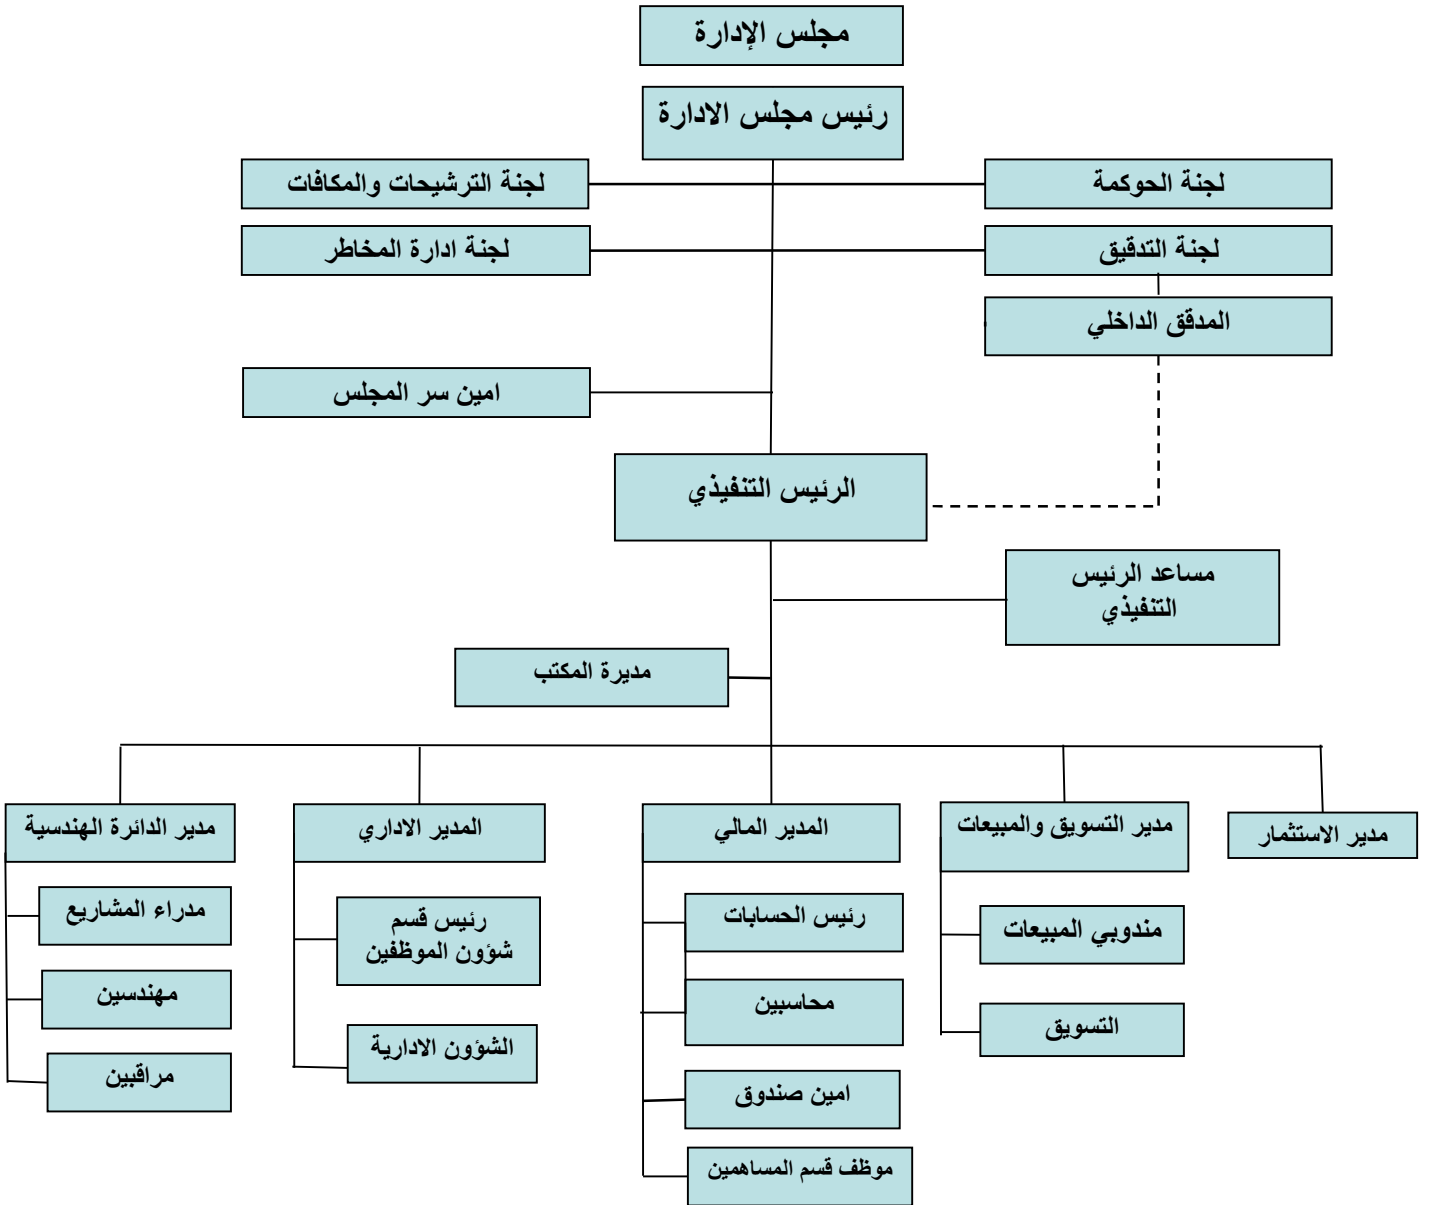 مجلس الإدارة
رئيس مجلس الادارة
لجنة الحوكمة
لجنة الترشيحات والمكافات
لجنة التدقيق
لجنة ادارة المخاطر
المدقق الداخلي
امين سر المجلس
الرئيس التنفيذي
مساعد الرئيس
التنفيذي
مديرة المكتب
مدير الاستثمار
مدير التسويق والمبيعات
المدير المالي
المدير الاداري
مدير الدائرة الهندسية
مندوبي المبيعات
التسويق
رئيس الحسابات
محاسبين
امين صندوق
موظف قسم المساهمين
رئيس قسم
شؤون الموظفين
الشؤون الادارية
مدراء المشاريع
مهندسين
مراقبين